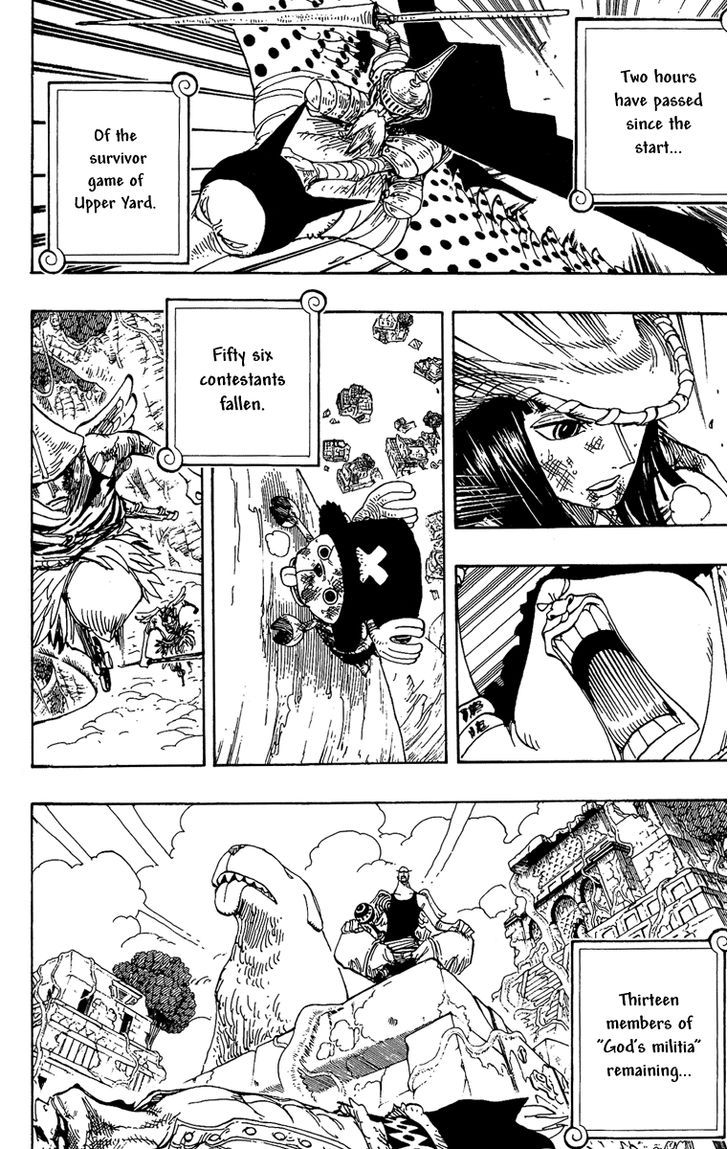 Two hours
have passed
since the
start...
Of the
survivor
game of
Upper Yard.
Fifty six
contestants
fallen.
Thirteen
members of
"God's militia"
remaining...